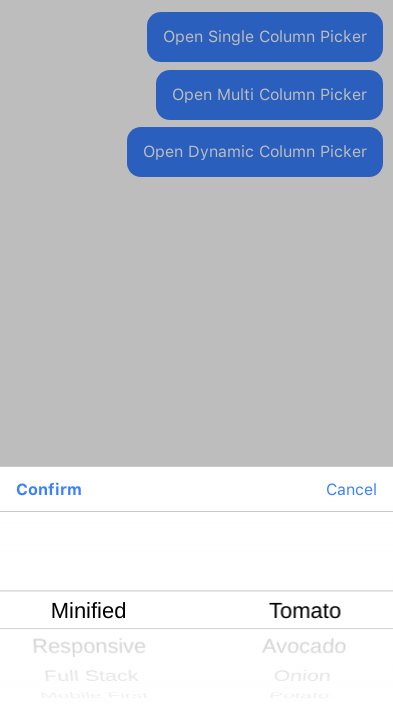 Open Single Column Picker
Open Multi Column Picker
Open Dynamic Column Picker
Confirm Cancel
Minified Tomato
Responsive Avocado
Full Stack Onion
Mobile First Potato